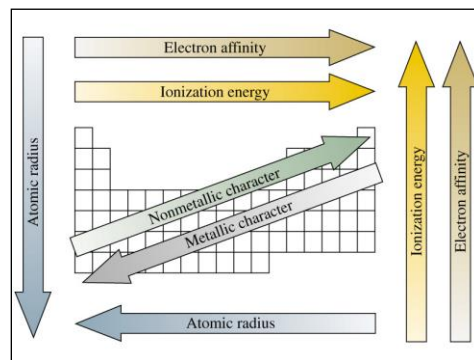 Electron affinity
Ionization energy
Atomic radius
Nonmetallic character
Metallic character
Ionization energy
Electron affinity
Atomic radius